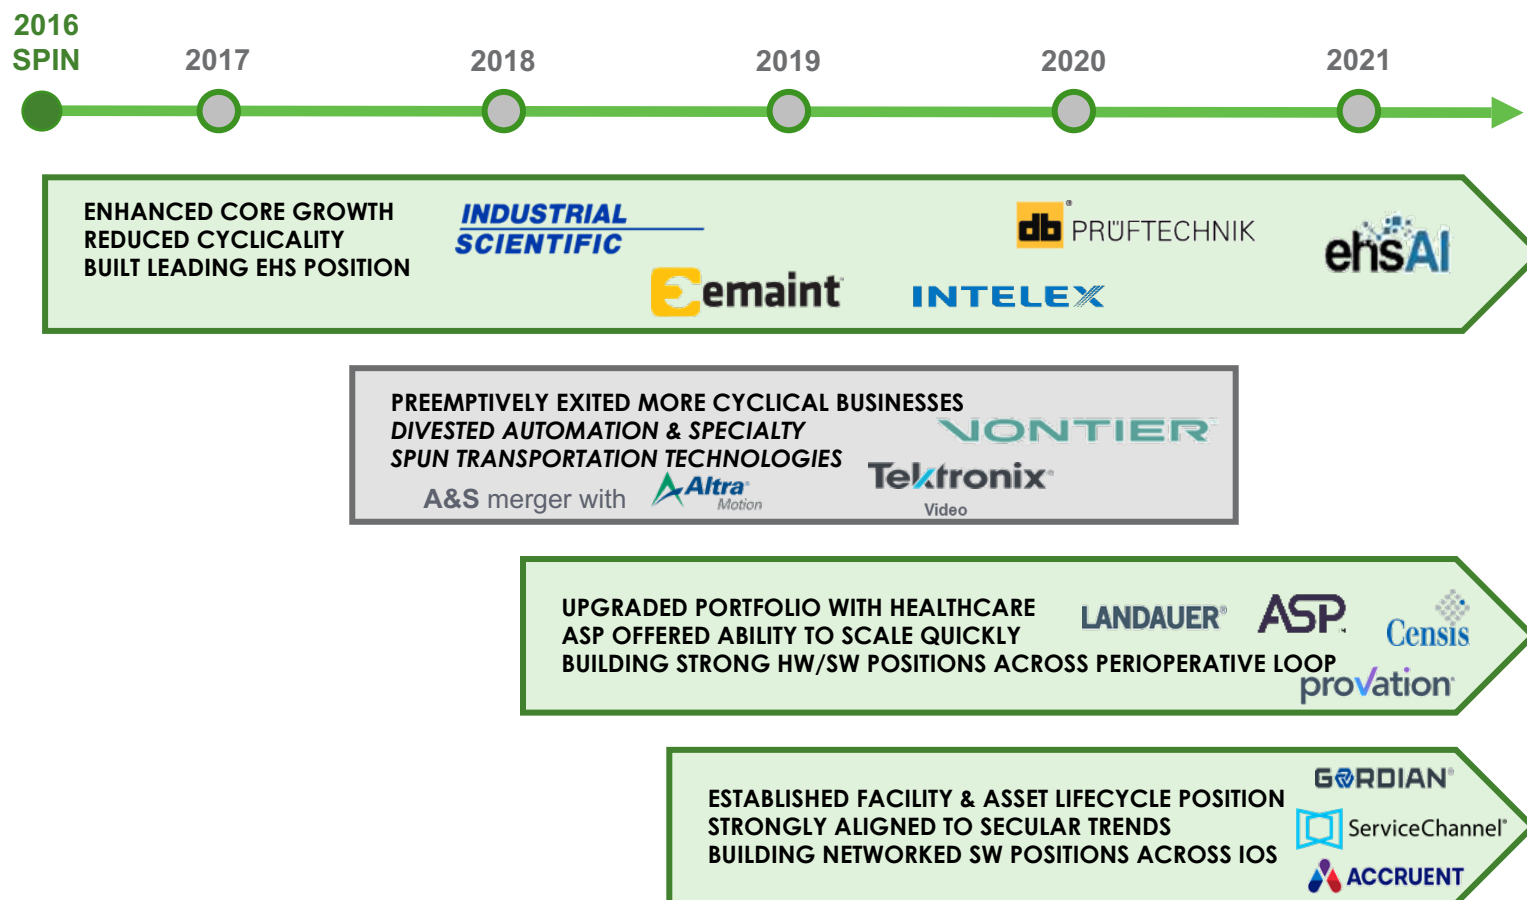 2016
SPIN
2017
2018
2019
2020
2021
ENHANCED CORE GROWTH
REDUCED CYCLICALITY
BUILT LEADING EHS POSITION
INDUSTRIAL
SCIENTIFIC
emaint
db® PRÜFTECHNIK
INTELEX
ehsAI
PREEMPTIVELY EXITED MORE CYCLICAL BUSINESSES
DIVESTED AUTOMATION & SPECIALTY
SPUN TRANSPORTATION TECHNOLOGIES
A&S merger with
Altra
Motion
VONTIER
Tektronix
Video
UPGRADED PORTFOLIO WITH HEALTHCARE
ASP OFFERED ABILITY TO SCALE QUICKLY
BUILDING STRONG HW/SW POSITIONS ACROSS PERIOPERATIVE LOOP
LANDAUER®
ASP
Censis
provation
ESTABLISHED FACILITY & ASSET LIFECYCLE POSITION
STRONGLY ALIGNED TO SECULAR TRENDS
BUILDING NETWORKED SW POSITIONS ACROSS IOS
GORDIAN®
ServiceChannel®
ACCRUENT